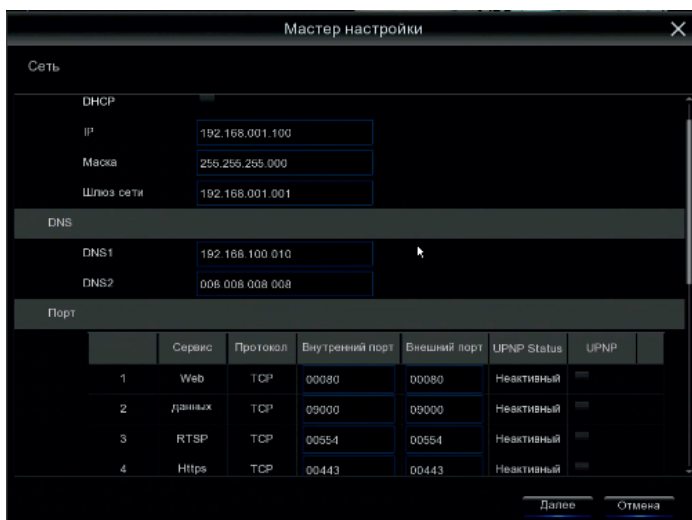 Мастер настройки
Сеть
DHCP
IP 192.168.001.100
Маска 255.255.255.000
Шлюз сети 192.168.001.001
DNS
DNS1 192.168.100.010
DNS2 008.008.008.008
Порт
Сервис Протокол Внутренний порт Внешний порт UPNP Status UPNP
1 Web TCP 00080 00080 Неактивный
2 данных TCP 09000 09000 Неактивный
3 RTSP TCP 00554 00554 Неактивный
4 Https TCP 00443 00443 Неактивный
Далее Отмена